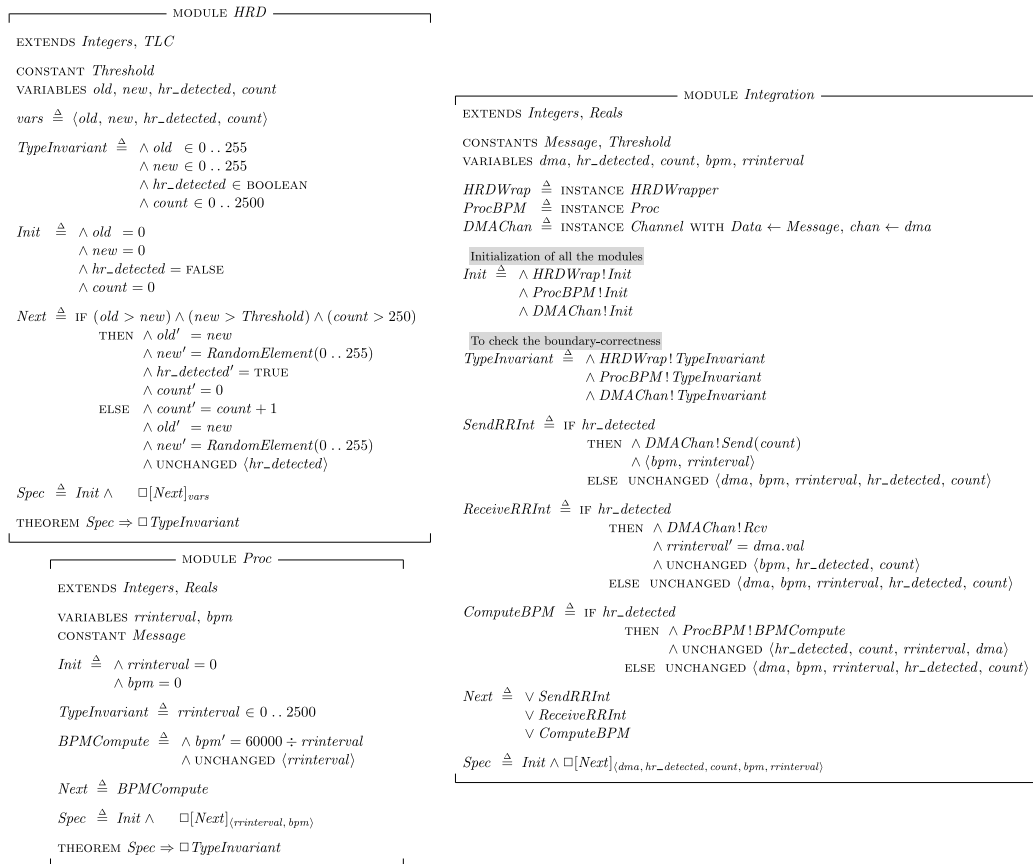 MODULE HRD
EXTENDS Integers, TLC
CONSTANT Threshold
VARIABLES old, new, hr_detected, count
vars ≜ ⟨old, new, hr_detected, count⟩
TypeInvariant ≜ ∧ old ∈ 0 .. 255
∧ new ∈ 0 .. 255
∧ hr_detected ∈ BOOLEAN
∧ count ∈ 0 .. 2500
Init ≜ ∧ old = 0
∧ new = 0
∧ hr_detected = FALSE
∧ count = 0
Next ≜ IF (old > new) ∧ (new > Threshold) ∧ (count > 250)
THEN ∧ old′ = new
∧ new′ = RandomElement(0 .. 255)
∧ hr_detected′ = TRUE
∧ count′ = 0
ELSE ∧ count′ = count + 1
∧ old′ = new
∧ new′ = RandomElement(0 .. 255)
∧ UNCHANGED ⟨hr_detected⟩
Spec ≜ Init ∧ □[Next]vars
THEOREM Spec ⇒ □TypeInvariant
MODULE Proc
EXTENDS Integers, Reals
VARIABLES rrinterval, bpm
CONSTANT Message
Init ≜ ∧ rrinterval = 0
∧ bpm = 0
TypeInvariant ≜ rrinterval ∈ 0 .. 2500
BPMCompute ≜ ∧ bpm′ = 60000 ÷ rrinterval
∧ UNCHANGED ⟨rrinterval⟩
Next ≜ BPMCompute
Spec ≜ Init ∧ □[Next]⟨rrinterval, bpm⟩
THEOREM Spec ⇒ □TypeInvariant
MODULE Integration
EXTENDS Integers, Reals
CONSTANTS Message, Threshold
VARIABLES dma, hr_detected, count, bpm, rrinterval
HRDWrap ≜ INSTANCE HRDWrapper
ProcBPM ≜ INSTANCE Proc
DMAChan ≜ INSTANCE Channel WITH Data ← Message, chan ← dma
Initialization of all the modules
Init ≜ ∧ HRDWrap!Init
∧ ProcBPM!Init
∧ DMAChan!Init
To check the boundary-correctness
TypeInvariant ≜ ∧ HRDWrap!TypeInvariant
∧ ProcBPM!TypeInvariant
∧ DMAChan!TypeInvariant
SendRRInt ≜ IF hr_detected
THEN ∧ DMAChan!Send(count)
∧ ⟨bpm, rrinterval⟩
ELSE UNCHANGED ⟨dma, bpm, rrinterval, hr_detected, count⟩
ReceiveRRInt ≜ IF hr_detected
THEN ∧ DMAChan!Rcv
∧ rrinterval′ = dma.val
∧ UNCHANGED ⟨bpm, hr_detected, count⟩
ELSE UNCHANGED ⟨dma, bpm, rrinterval, hr_detected, count⟩
ComputeBPM ≜ IF hr_detected
THEN ∧ ProcBPM!BPMCompute
∧ UNCHANGED ⟨hr_detected, count, rrinterval, dma⟩
ELSE UNCHANGED ⟨dma, bpm, rrinterval, hr_detected, count⟩
Next ≜ ∨ SendRRInt
∨ ReceiveRRInt
∨ ComputeBPM
Spec ≜ Init ∧ □[Next]⟨dma, hr_detected, count, bpm, rrinterval⟩